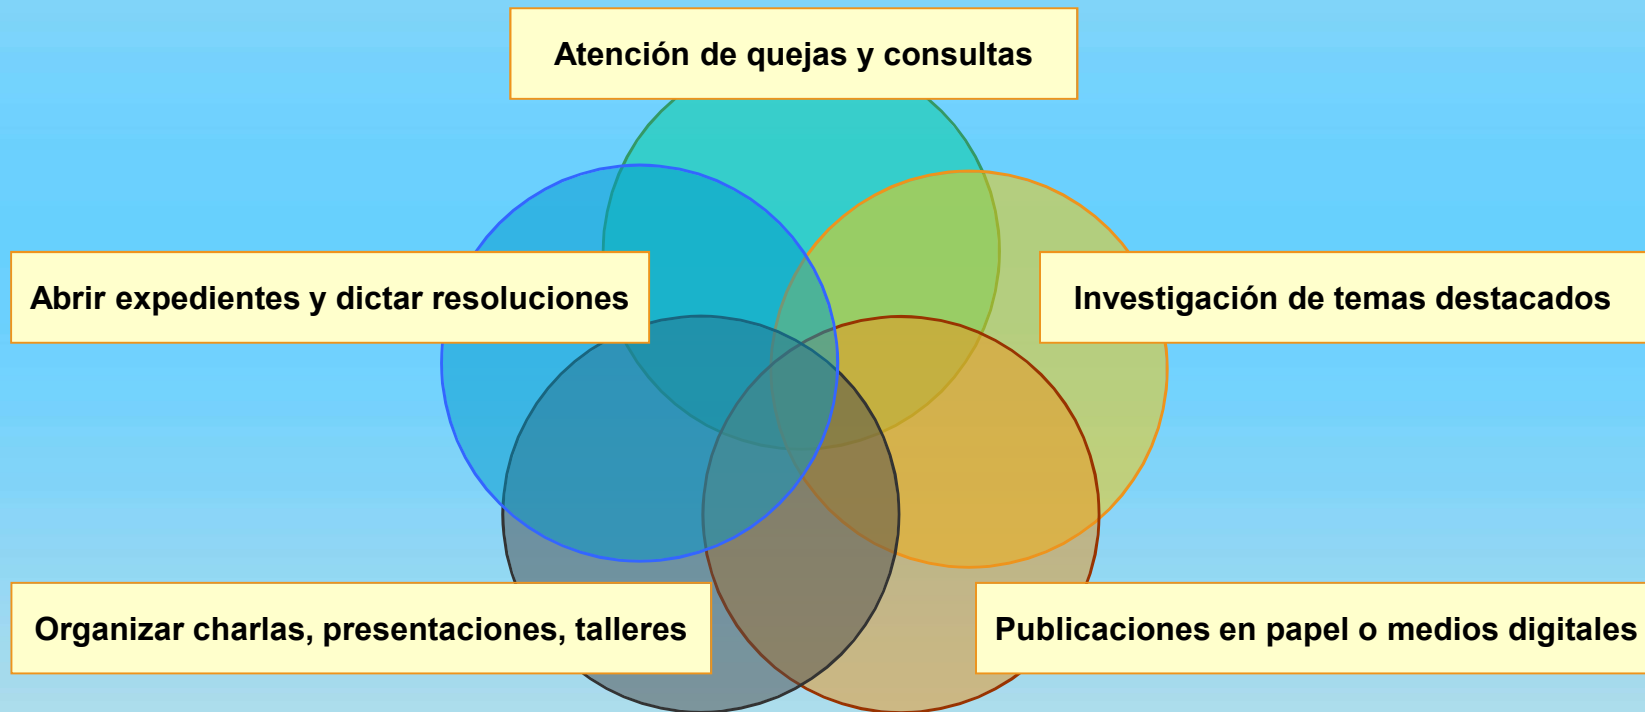 Atención de quejas y consultas
Abrir expedientes y dictar resoluciones
Investigación de temas destacados
Organizar charlas, presentaciones, talleres
Publicaciones en papel o medios digitales